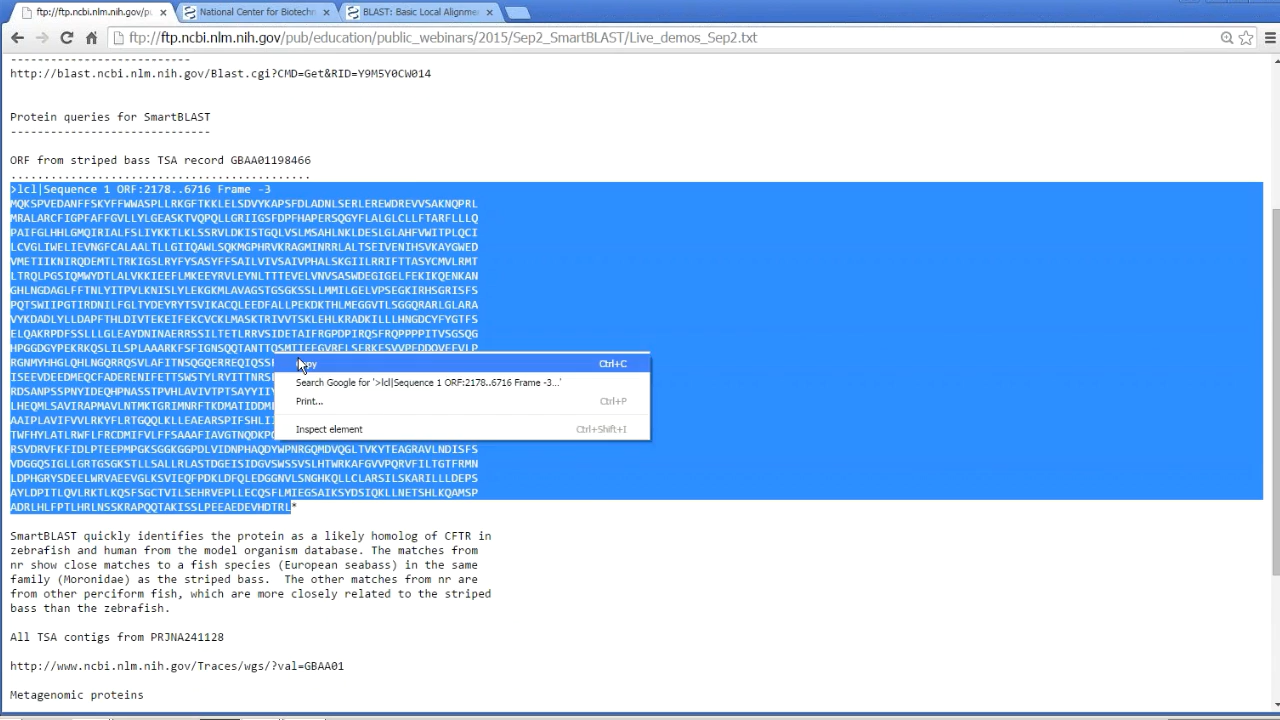 ftp://ftp.ncbi.nlm.nih.gov/pu
National Center for Biotechn
BLAST: Basic Local Alignme
ftp://ftp.ncbi.nlm.nih.gov/pub/education/public_webinars/2015/Sep2_SmartBLAST/Live_demos_Sep2.txt
---------------------------
http://blast.ncbi.nlm.nih.gov/Blast.cgi?CMD=Get&RID=Y9M5Y0CW014
Protein queries for SmartBLAST
------------------------------
ORF from striped bass TSA record GBAA01198466
.............................................
>lcl|Sequence 1 ORF:2178..6716 Frame -3
MQKSPVEDANFFSKYFFWWASPLLRKGFTKKLELSDVYKAPSFDLADNLSERLEREWDREVVSAKNQPRL
MRALARCFIGPFAFFGVLLYLGEASKTVQPQLLGRIIGSFDPFHAPERSQGYFLALGLCLLFTARFLLLQ
PAIFGLHHLGMQIRIALFSLIYKKTLKLSSRVLDKISTGQLVSLMSAHLNKLDESLGLAHFVWITPLQCI
LCVGLIWELIEVNGFCALAALTLLGIIQAWLSQKMGPHRVKRAGMINRRLALTSEIVENIHSVKAYGWED
VMETIIKNIRQDEMTLTRKIGSLRYFYSASYFFSAILVIVSAIVPHALSKGIILRRIFTTASYCMVLRMT
LTRQLPGSIQMWYDTLALVKKIEEFLMKEEYRVLEYNLTTTEVELVNVSASWDEGIGELFEKIKQENKAN
GHLNGDAGLFFTNLYITPVLKNISLYLEKGKMLAVAGSTGSGKSSLLMMILGELVPSEGKIRHSGRISFS
PQTSWIIPGTIRDNILFGLTYDEYRYTSVIKACQLEEDFALLPEKDKTHLMEGGVTLSGGQRARLGLARA
VYKDADLYLLDAPFTHLDIVTEKEIFEKCVCKLMASKTRIVVTSKLEHLKRADKILLLHNGDCYFYGTFS
ELQAKRPDFSSLLLGLEAYDNINAERRSSILTETLRRVSIDETAIFRGPDPIRQSFRQPPPPITVSGSQG
HPGGDGYPEKRKQSLILSPLAAARKFSFIGNSQQTANTTQSMTIEEGVRELSERKESVVPEDDQVEEVLP
RGNMYHHGLQHLNGQRRQSVLAFITNSQGQERREQIQSS
Copy Ctrl+C
ISEEVDEEDMEQCFADERENIFETTSWSTYLRYITTNRS
Search Google for '>lcl|Sequence 1 ORF:2178..6716 Frame -3...'
RDSANPSSPNYIDEQHPNASSTPVHLAVIVTPTSAYYII
Print... Ctrl+P
LHEQMLSAVIRAPMAVLNTMKTGRIMNRFTKDMATIDDM
AAIPLAVIFVVLRKYFLRTGQQLKLLEAEARSPIFSHLI
Inspect element Ctrl+Shift+I
TWFHYLATLRWFLFRCDMIFVLFFSAAAFIAVGTNQDKP
RSVDRVFKFIDLPTEEPMPGKSGGKGGPDLVIDNPHAQDYWPNRGQMDVQGLTVKYTEAGRAVLNDISFS
VDGGQSIGLLGRTGSGKSTLLSALLRLASTDGEISIDGVSWSSVSLHTWRKAFGVVPQRVFILTGTFRMN
LDPHGRYSDEELWRVAEEVGLKSVIEQFPDKLDFQLEDGGNVLSNGHKQLLCLARSILSKARILLLDEPS
AYLDPITLQVLRKTLKQSFSGCTVILSEHRVEPLLECQSFLMIEGSAIKSYDSIQKLLNETSHLKQAMSP
ADRLHLFPTLHRLNSSKRAPQQTAKISSLPEEAEDEVHDTRL*
SmartBLAST quickly identifies the protein as a likely homolog of CFTR in
zebrafish and human from the model organism database. The matches from
nr show close matches to a fish species (European seabass) in the same
family (Moronidae) as the striped bass.  The other matches from nr are
from other perciform fish, which are more closely related to the striped
bass than the zebrafish.
All TSA contigs from PRJNA241128
http://www.ncbi.nlm.nih.gov/Traces/wgs/?val=GBAA01
Metagenomic proteins